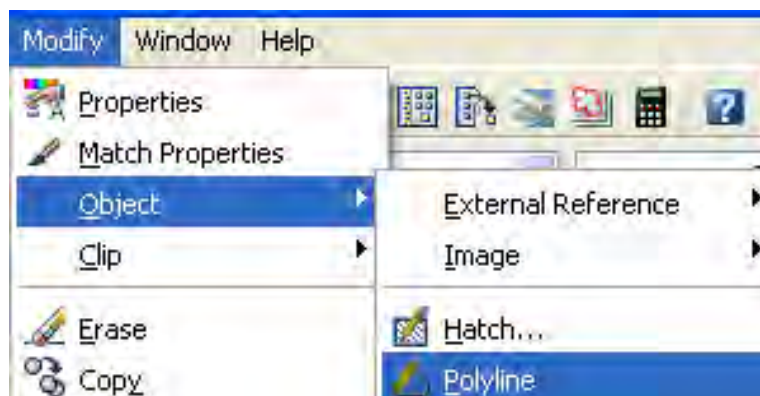 Modify Window Help
Properties
Match Properties
Object
Clip
Erase
Copy
External Reference
Image
Hatch...
Polyline